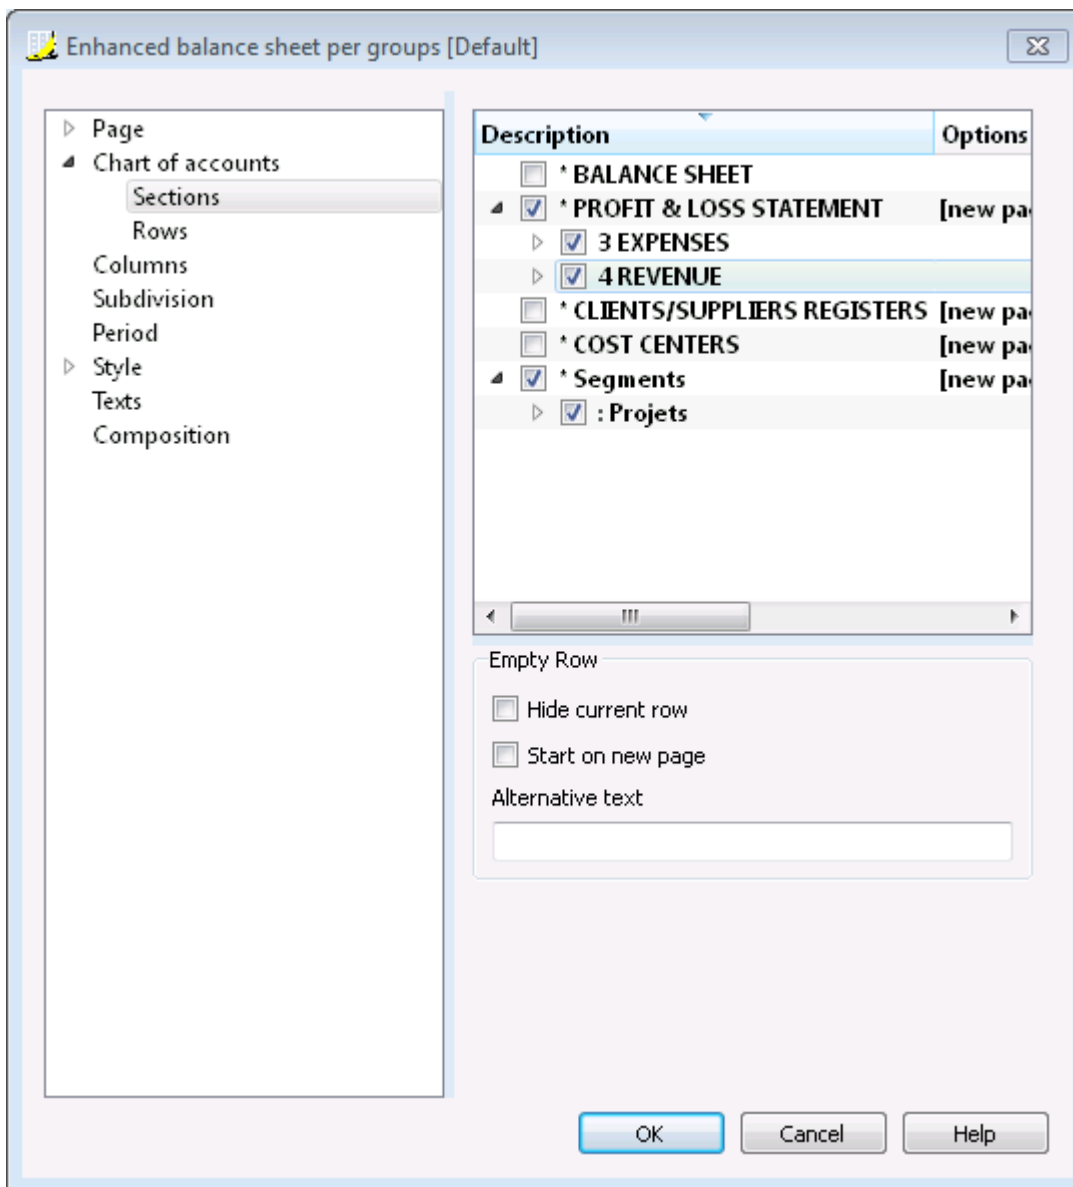 Enhanced balance sheet per groups [Default]
Page
Chart of accounts
Sections
Rows
Columns
Subdivision
Period
Style
Texts
Composition
Description Options
* BALANCE SHEET
* PROFIT & LOSS STATEMENT [new pa
3 EXPENSES
4 REVENUE
* CLIENTS/SUPPLIERS REGISTERS [new pa
* COST CENTERS [new pa
* Segments [new pa
: Projets
Empty Row
Hide current row
Start on new page
Alternative text
OK Cancel Help